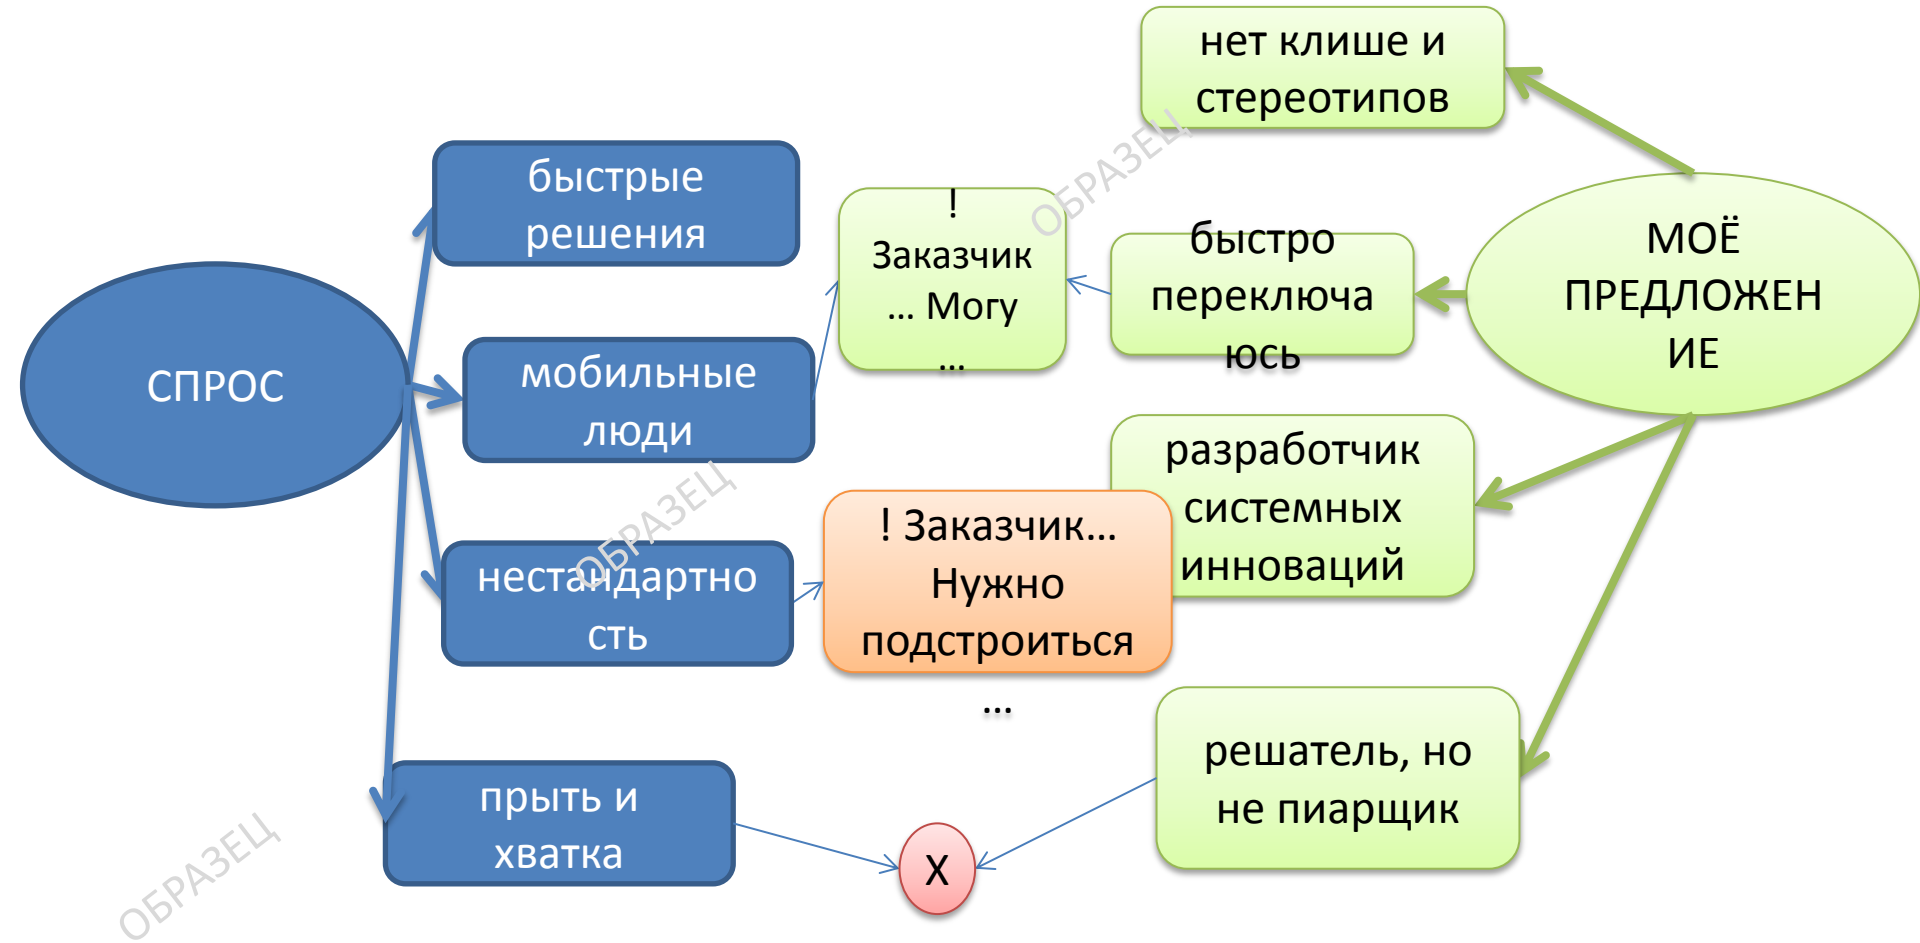 нет клише и
стереотипов
быстрые
решения
!
Заказчик
... Могу
...
быстро
переключа
юсь
МОЁ
ПРЕДЛОЖЕН
ИЕ
СПРОС
мобильные
люди
разработчик
системных
инноваций
! Заказчик...
Нужно
подстроиться
...
нестандартно
сть
решатель, но
не пиарщик
прыть и
хватка
X
ОБРАЗЕЦ
ОБРАЗЕЦ
ОБРАЗЕЦ